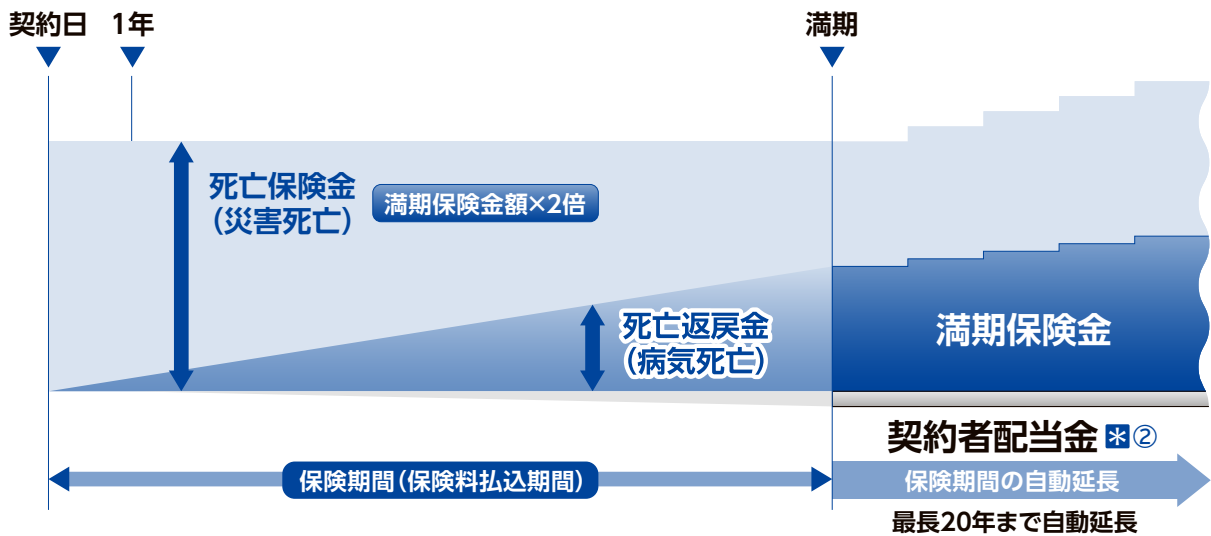 契約日
1年
満期
死亡保険金
(災害死亡)
満期保険金額×2倍
死亡返戻金
(病気死亡)
満期保険金
契約者配当金*②
保険期間(保険料払込期間)
保険期間の自動延長
最長20年まで自動延長